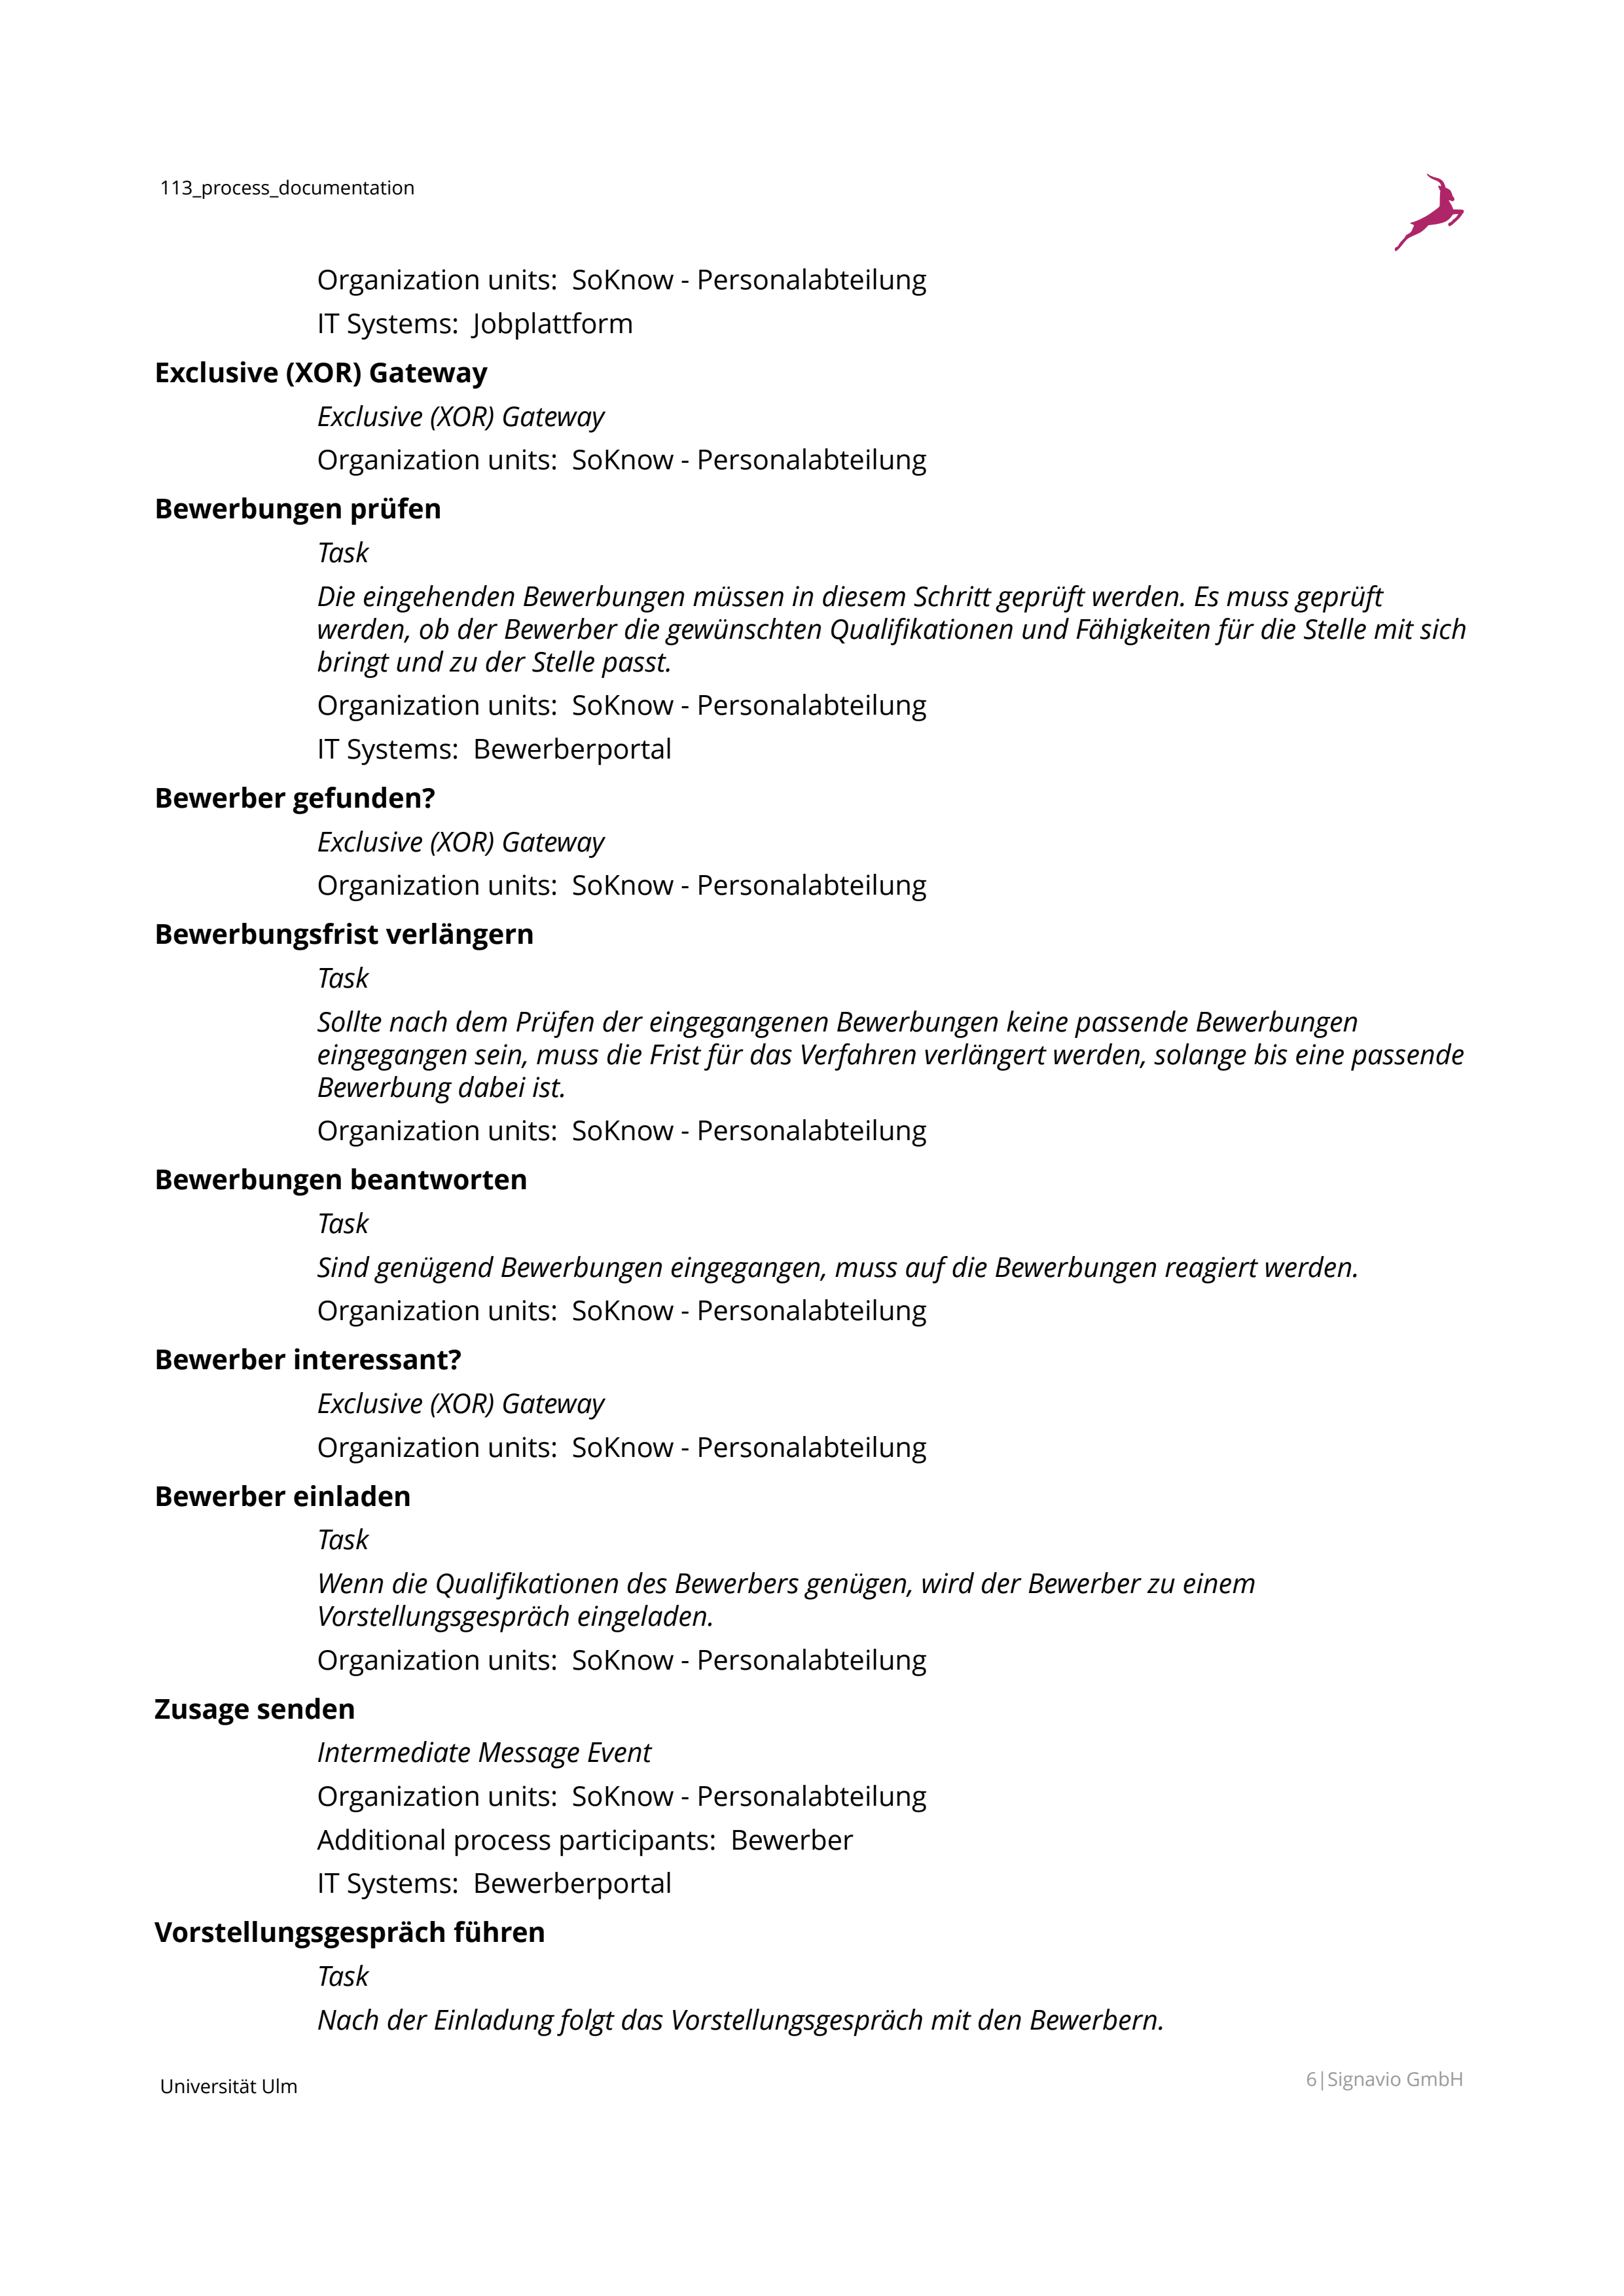 113_process_documentation
Organization units: SoKnow - Personalabteilung
IT Systems: Jobplattform
Exclusive (XOR) Gateway
Exclusive (XOR) Gateway
Organization units: SoKnow - Personalabteilung
Bewerbungen prüfen
Task
Die eingehenden Bewerbungen müssen in diesem Schritt geprüft werden. Es muss geprüft
werden, ob der Bewerber die gewünschten Qualifikationen und Fähigkeiten für die Stelle mit sich
bringt und zu der Stelle passt.
Organization units: SoKnow - Personalabteilung
IT Systems: Bewerberportal
Bewerber gefunden?
Exclusive (XOR) Gateway
Organization units: SoKnow - Personalabteilung
Bewerbungsfrist verlängern
Task
Sollte nach dem Prüfen der eingegangenen Bewerbungen keine passende Bewerbungen
eingegangen sein, muss die Frist für das Verfahren verlängert werden, solange bis eine passende
Bewerbung dabei ist.
Organization units: SoKnow - Personalabteilung
Bewerbungen beantworten
Task
Sind genügend Bewerbungen eingegangen, muss auf die Bewerbungen reagiert werden.
Organization units: SoKnow - Personalabteilung
Bewerber interessant?
Exclusive (XOR) Gateway
Organization units: SoKnow - Personalabteilung
Bewerber einladen
Task
Wenn die Qualifikationen des Bewerbers genügen, wird der Bewerber zu einem
Vorstellungsgespräch eingeladen.
Organization units: SoKnow - Personalabteilung
Zusage senden
Intermediate Message Event
Organization units: SoKnow - Personalabteilung
Additional process participants: Bewerber
IT Systems: Bewerberportal
Vorstellungsgespräch führen
Task
Nach der Einladung folgt das Vorstellungsgespräch mit den Bewerbern.
Universität Ulm
6|Signavio GmbH